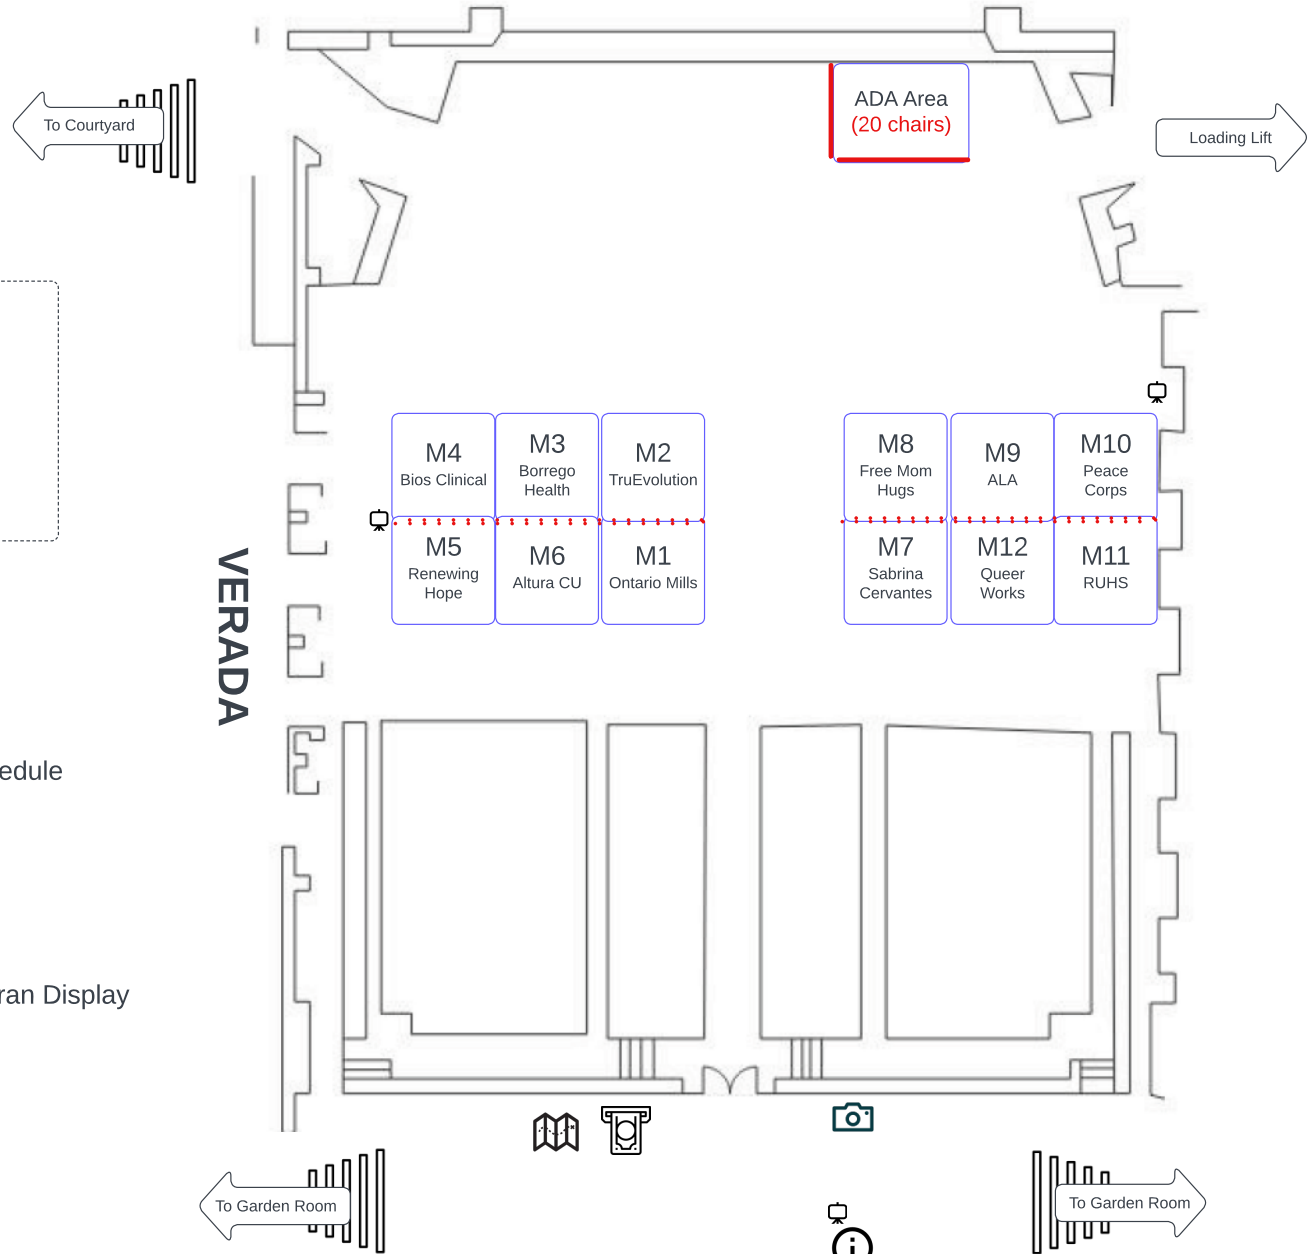 ADA Area
(20 chairs)
To Courtyard
Loading Lift
M4
Bios Clinical
M3
Borrego
Health
M2
TruEvolution
M8
Free Mom
Hugs
M9
ALA
M10
Peace
Corps
M5
Renewing
Hope
M6
Altura CU
M1
Ontario Mills
M7
Sabrina
Cervantes
M12
Queer
Works
M11
RUHS
VERADA
edule
ran Display
To Garden Room
To Garden Room